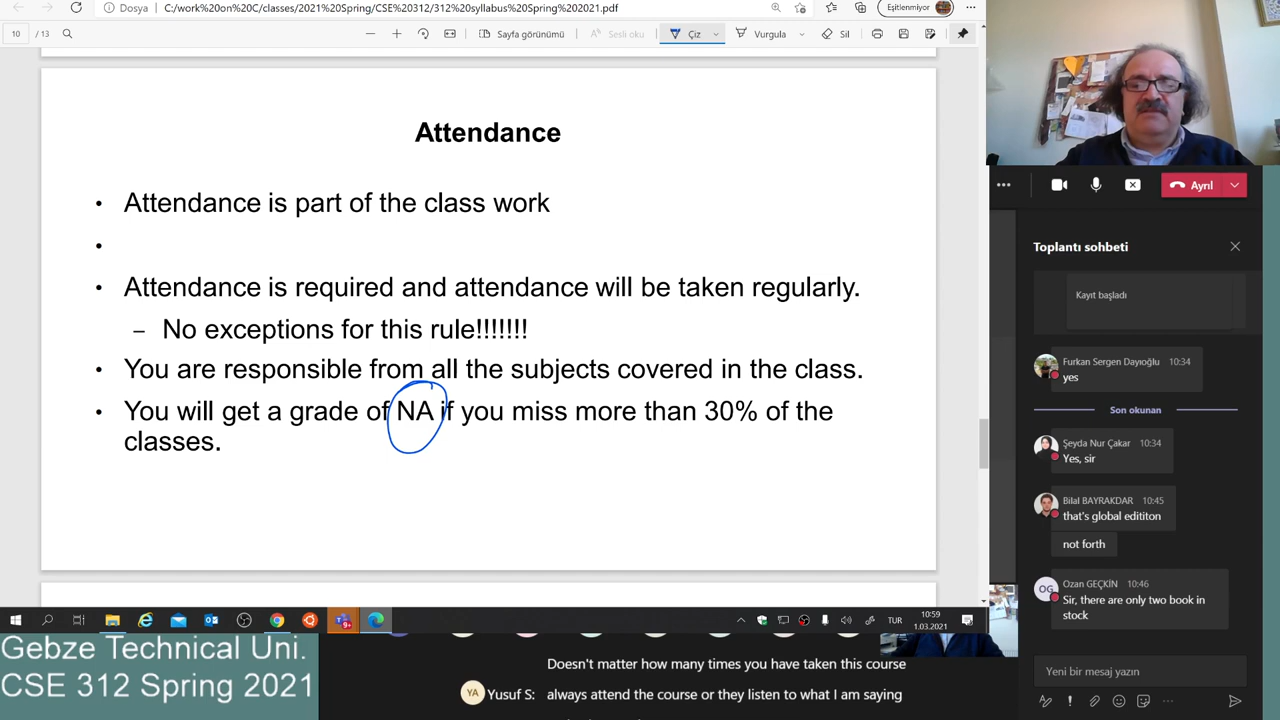 Dosya
C:/work%20on%20C/classes/2021%20Spring/CSE%20312/312%20syllabus%20Spring%202021.pdf
Eşitlenmiyor
10 / 13
Sayfa görünümü
Sesli oku
Çiz
Vurgula
Sil
Attendance
• Attendance is part of the class work
•
• Attendance is required and attendance will be taken regularly.
– No exceptions for this rule!!!!!!!
• You are responsible from all the subjects covered in the class.
• You will get a grade of NA if you miss more than 30% of the
classes.
Ayrıl
Toplantı sohbeti
Kayıt başladı
Furkan Sergen Dayıoğlu 10:34
yes
Son okunan
Şeyda Nur Çakar 10:34
Yes, sir
Bilal BAYRAKDAR 10:45
that's global edititon
not forth
OG
Ozan GEÇKİN 10:46
Sir, there are only two book in
stock
Yeni bir mesaj yazın
TUR
10:59
1.03.2021
Gebze Technical Uni.
CSE 312 Spring 2021
Doesn't matter how many times you have taken this course
YA Yusuf S: always attend the course or they listen to what I am saying